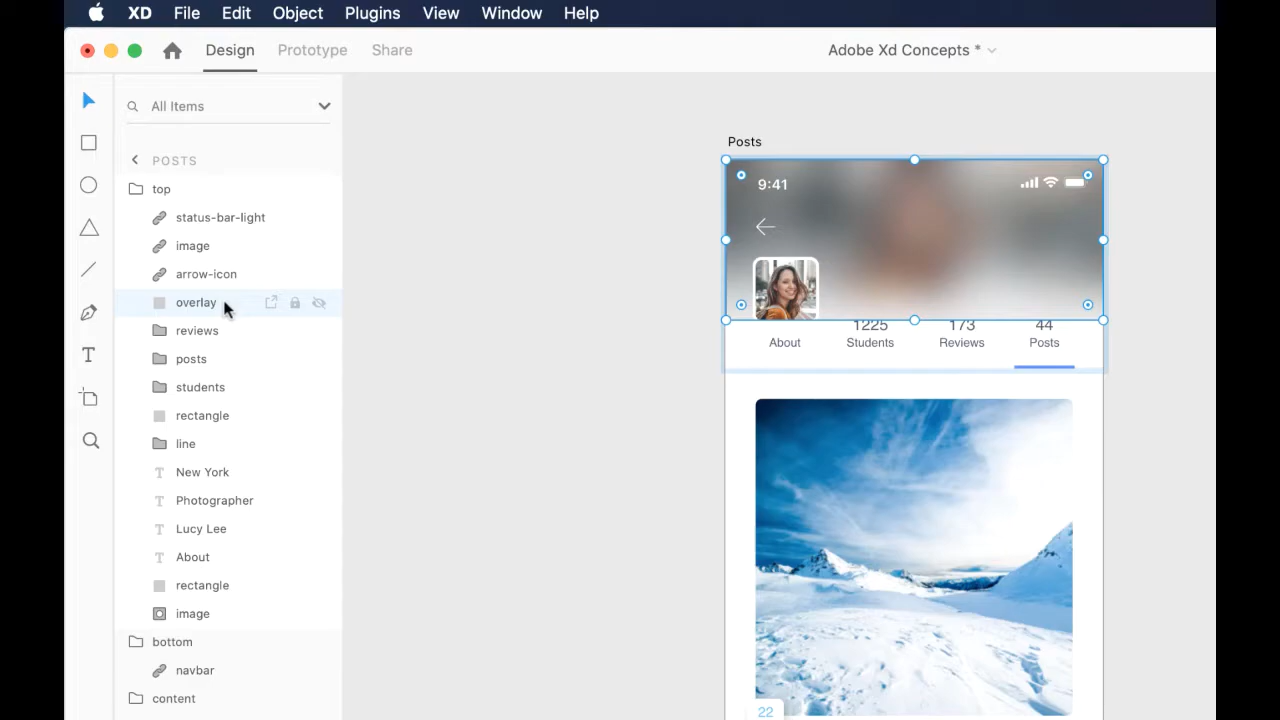 XD File Edit Object Plugins View Window Help
Design Prototype Share Adobe Xd Concepts *
All Items
POSTS
top
status-bar-light
image
arrow-icon
overlay
reviews
posts
students
rectangle
line
New York
Photographer
Lucy Lee
About
rectangle
image
bottom
navbar
content
Posts
9:41
1225 173 44
About Students Reviews Posts
22